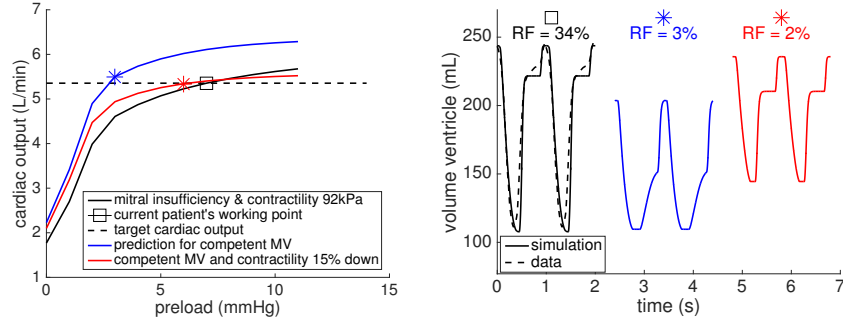 cardiac output (L/min)
7
6
5
4
3
2
1
0
5
10
15
preload (mmHg)
mitral insufficiency & contractility 92kPa
current patient's working point
target cardiac output
prediction for competent MV
competent MV and contractility 15% down
RF = 34%
RF = 3%
RF = 2%
volume ventricle (mL)
250
200
150
100
0
1
2
3
4
5
6
7
time (s)
simulation
data